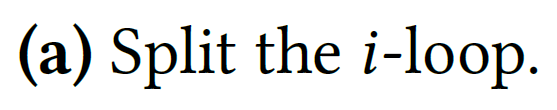 (a) Split the i-loop.